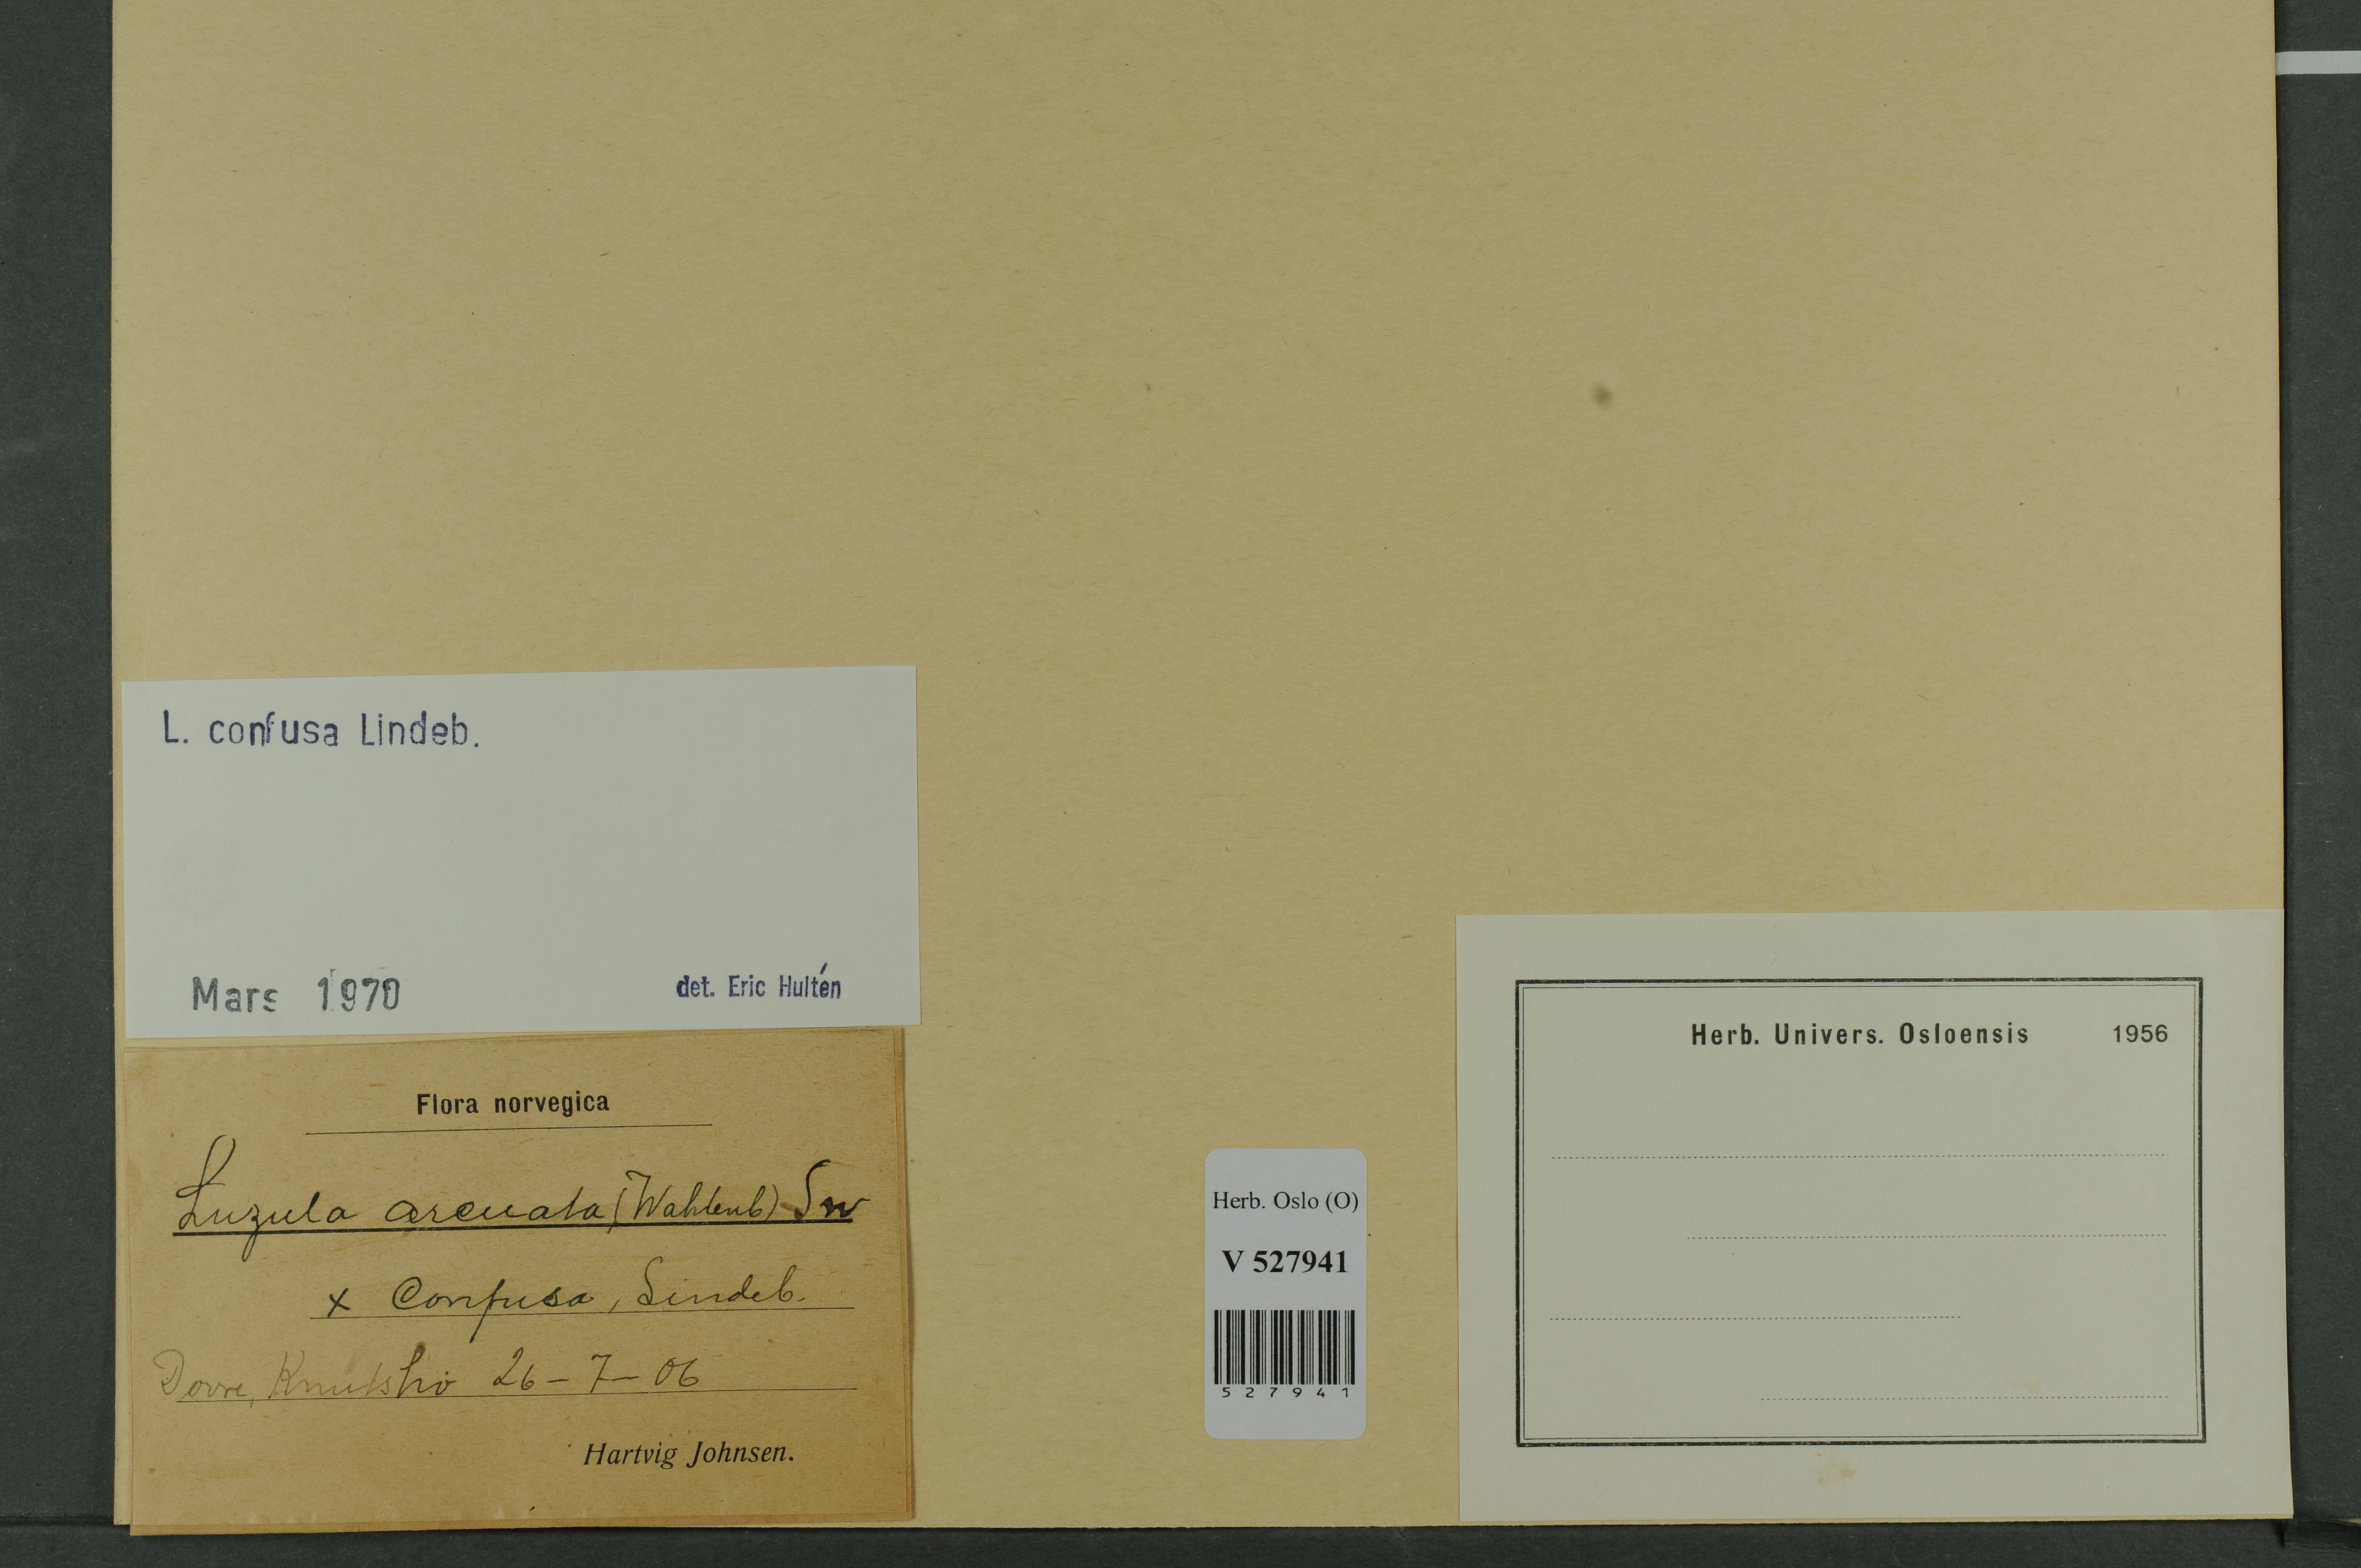 L. confusa Lindeb.
Mars 1970 det. Eric Hultén
Flora norvegica
Luzula arcuata (Wahlenb) Sw
x Confusa, Lindeb.
Dovre, Knutshö 26-7-06
Hartvig Johnsen.
Herb. Oslo (O)
V 527941
527941
Herb. Univers. Osloensis 1956